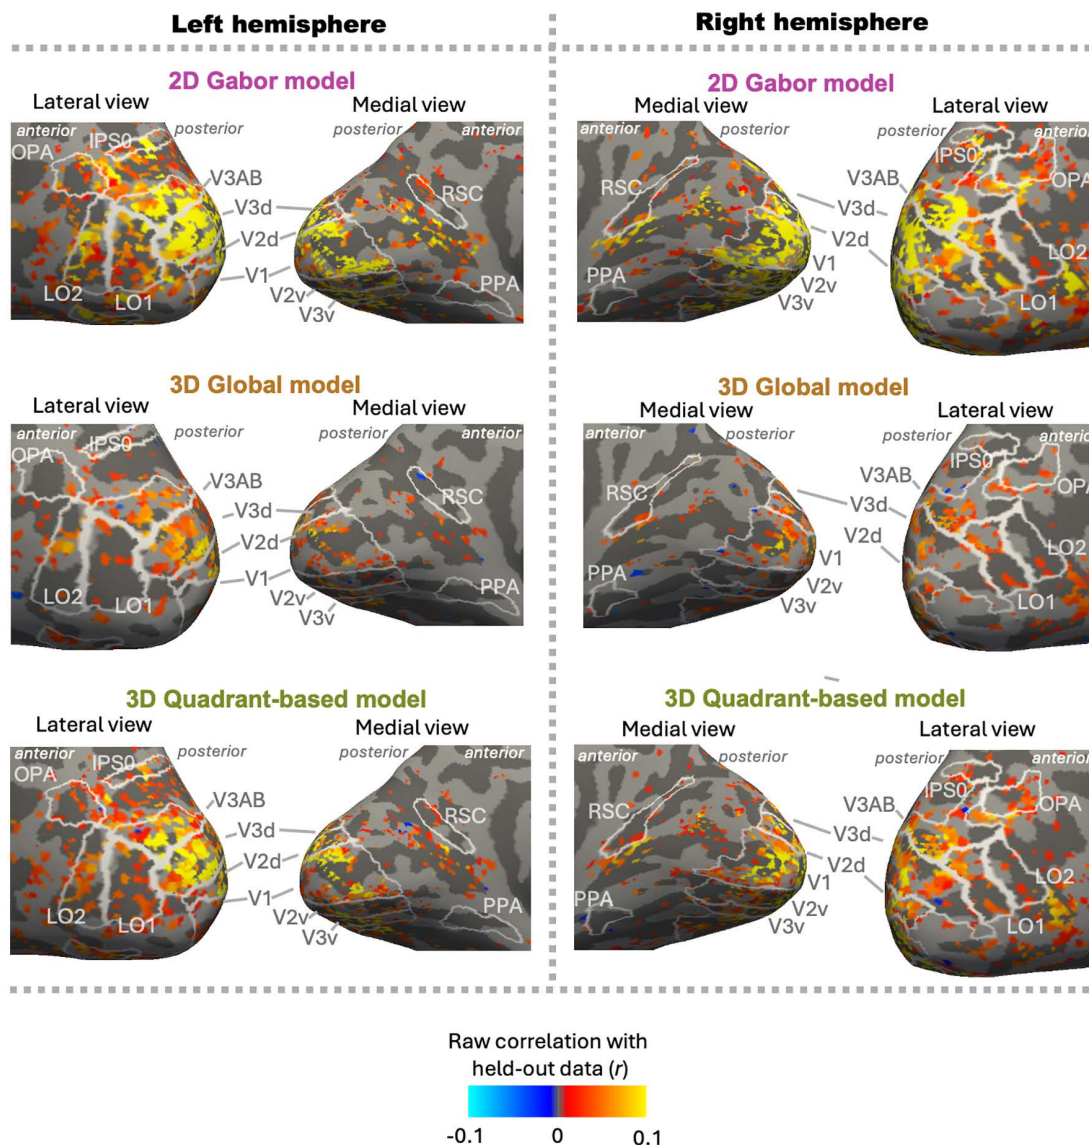 Left hemisphere
Right hemisphere
2D Gabor model
Lateral view
Medial view
anterior
posterior
posterior
anterior
OPA
IPS0
V3AB
V3d
V2d
V1
V2v
V3v
LO2
LO1
RSC
PPA
2D Gabor model
Medial view
Lateral view
anterior
posterior
anterior
RSC
IPS0
V3AB
OPA
V3d
V2d
PPA
V1
V2v
V3v
LO2
LO1
3D Global model
Lateral view
Medial view
anterior
posterior
posterior
anterior
OPA
IPS0
V3AB
V3d
V2d
V1
V2v
V3v
LO2
LO1
RSC
PPA
3D Global model
Medial view
Lateral view
anterior
posterior
anterior
RSC
IPS0
V3AB
OPA
V3d
V2d
PPA
V1
V2v
V3v
LO2
LO1
3D Quadrant-based model
Lateral view
Medial view
anterior
posterior
posterior
anterior
OPA
IPS0
V3AB
V3d
V2d
V1
V2v
V3v
LO2
LO1
RSC
PPA
3D Quadrant-based model
Medial view
Lateral view
anterior
posterior
anterior
RSC
IPS0
V3AB
OPA
V3d
V2d
PPA
V1
V2v
V3v
LO2
LO1
Raw correlation with
held-out data (r)
-0.1 0 0.1